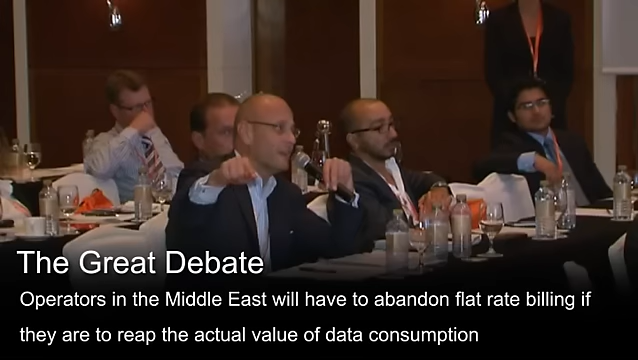 The Great Debate
Operators in the Middle East will have to abandon flat rate billing if
they are to reap the actual value of data consumption